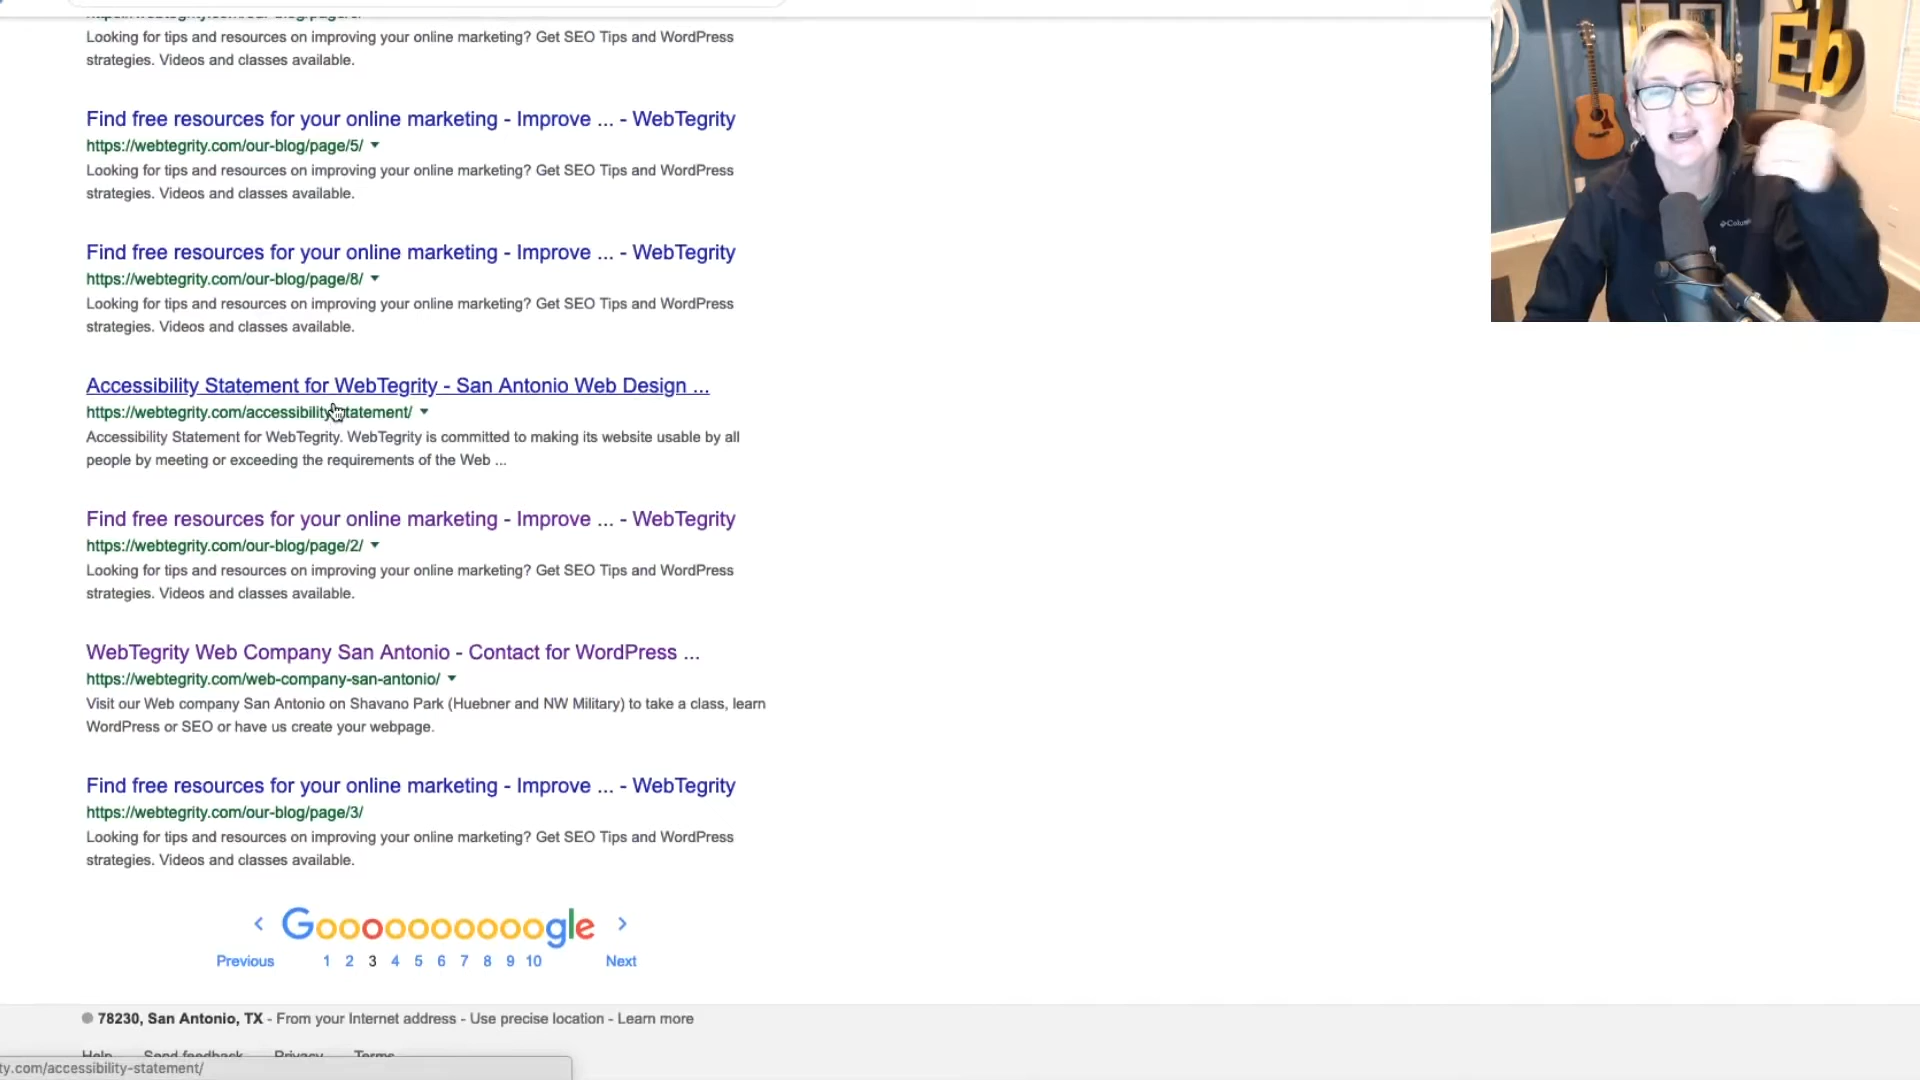 Looking for tips and resources on improving your online marketing? Get SEO Tips and WordPress
strategies. Videos and classes available.
Find free resources for your online marketing - Improve ... - WebTegrity
https://webtegrity.com/our-blog/page/5/
Looking for tips and resources on improving your online marketing? Get SEO Tips and WordPress
strategies. Videos and classes available.
Find free resources for your online marketing - Improve ... - WebTegrity
https://webtegrity.com/our-blog/page/8/
Looking for tips and resources on improving your online marketing? Get SEO Tips and WordPress
strategies. Videos and classes available.
Accessibility Statement for WebTegrity - San Antonio Web Design ...
https://webtegrity.com/accessibility-statement/
Accessibility Statement for WebTegrity. WebTegrity is committed to making its website usable by all
people by meeting or exceeding the requirements of the Web ...
Find free resources for your online marketing - Improve ... - WebTegrity
https://webtegrity.com/our-blog/page/2/
Looking for tips and resources on improving your online marketing? Get SEO Tips and WordPress
strategies. Videos and classes available.
WebTegrity Web Company San Antonio - Contact for WordPress ...
https://webtegrity.com/web-company-san-antonio/
Visit our Web company San Antonio on Shavano Park (Huebner and NW Military) to take a class, learn
WordPress or SEO or have us create your webpage.
Find free resources for your online marketing - Improve ... - WebTegrity
https://webtegrity.com/our-blog/page/3/
Looking for tips and resources on improving your online marketing? Get SEO Tips and WordPress
strategies. Videos and classes available.
Goooooooooogle
Previous 1 2 3 4 5 6 7 8 9 10 Next
78230, San Antonio, TX - From your Internet address - Use precise location - Learn more
Help Send feedback Privacy Terms
ty.com/accessibility-statement/
Eb
Columbia